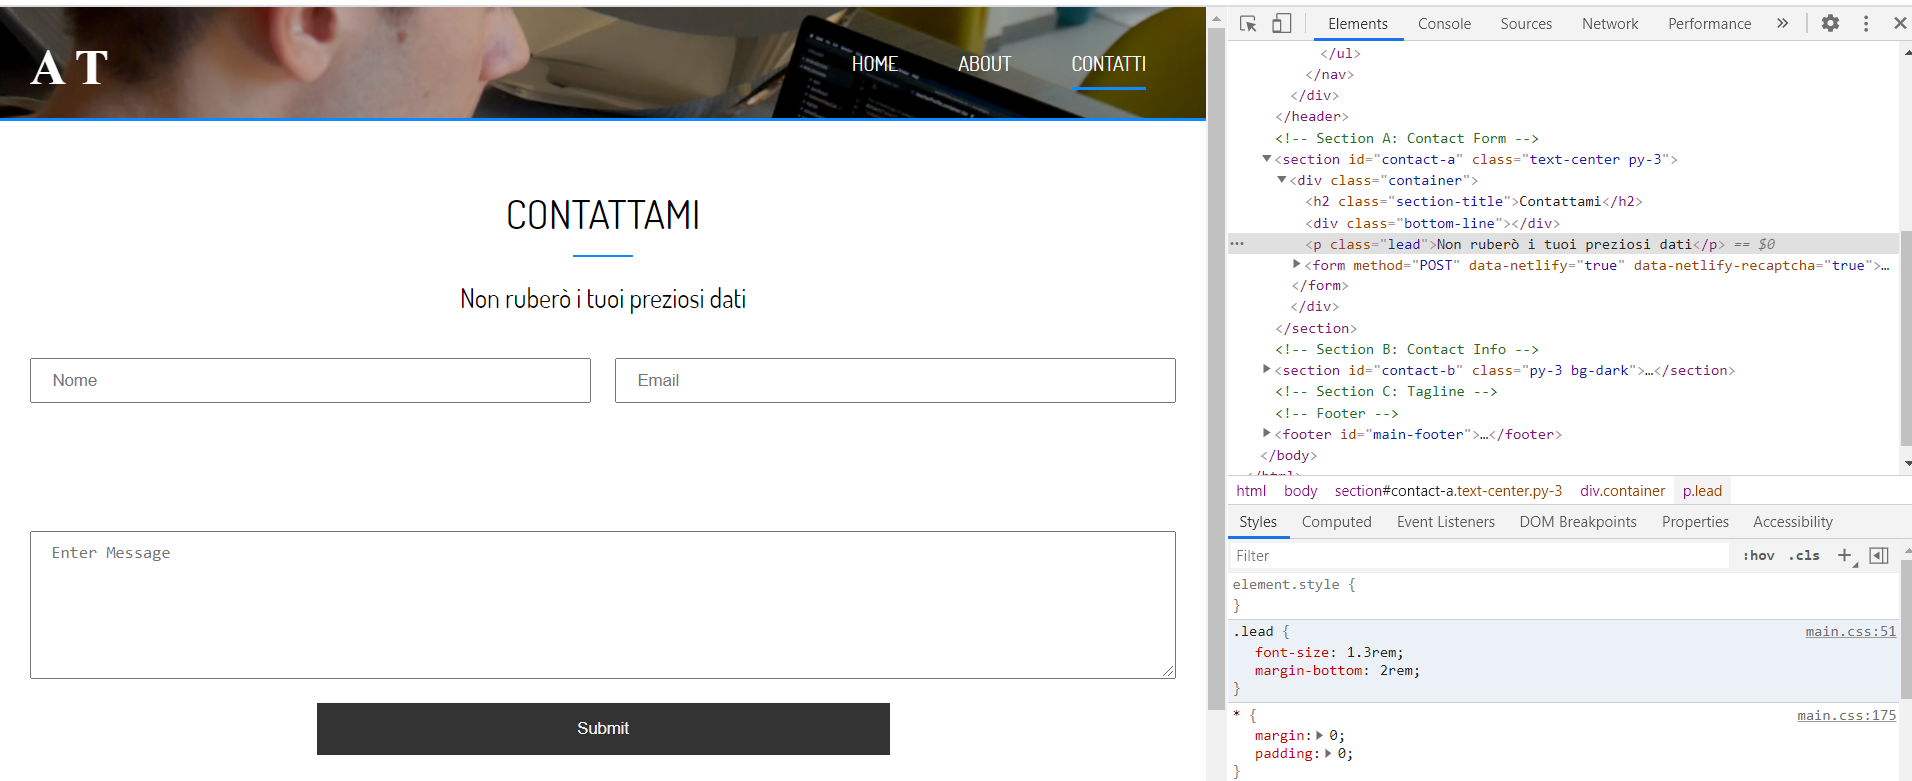 A T
HOME ABOUT CONTATTI
CONTATTAMI
Non ruberò i tuoi preziosi dati
Nome Email
Enter Message
Submit
Elements Console Sources Network Performance »
</ul>
</nav>
</div>
</header>
<!-- Section A: Contact Form -->
<section id="contact-a" class="text-center py-3">
<div class="container">
<h2 class="section-title">Contattami</h2>
<div class="bottom-line"></div>
<p class="lead">Non ruberò i tuoi preziosi dati</p> == $0
<form method="POST" data-netlify="true" data-netlify-recaptcha="true">…
</form>
</div>
</section>
<!-- Section B: Contact Info -->
<section id="contact-b" class="py-3 bg-dark">…</section>
<!-- Section C: Tagline -->
<!-- Footer -->
<footer id="main-footer">…</footer>
</body>
</html>
html body section#contact-a.text-center.py-3 div.container p.lead
Styles Computed Event Listeners DOM Breakpoints Properties Accessibility
Filter :hov .cls +
element.style {
}
.lead { main.css:51
font-size: 1.3rem;
margin-bottom: 2rem;
}
* { main.css:175
margin: 0;
padding: 0;
}